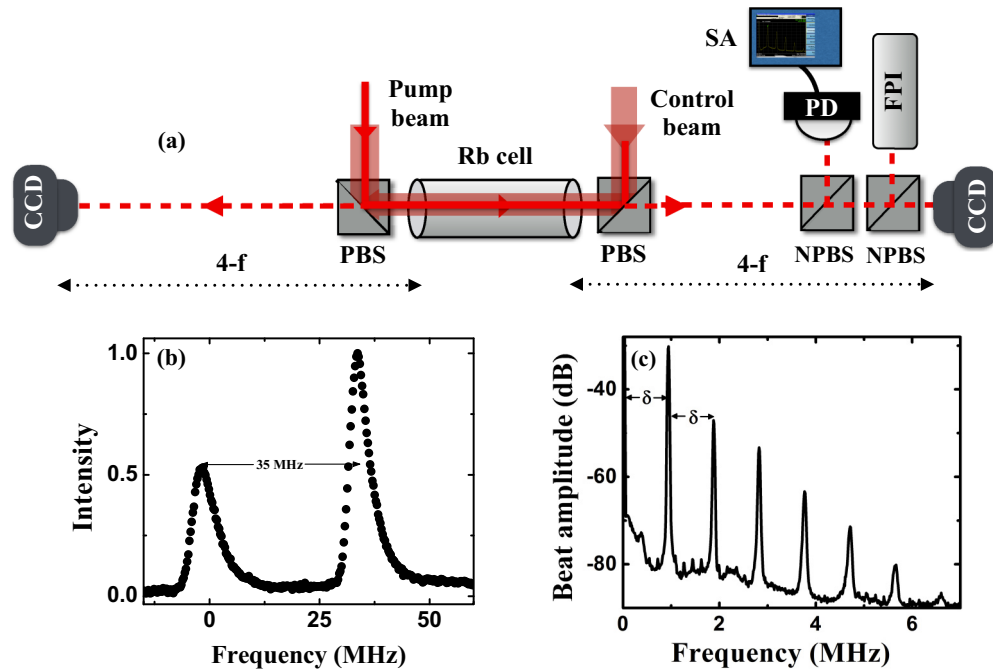 SA
FPI
PD
Pump
beam
Control
beam
(a)
Rb cell
CCD
CCD
PBS
PBS
NPBS NPBS
4-f
4-f
(b)
1.0
0.5
0.0
Intensity
35 MHz
0 25 50
Frequency (MHz)
(c)
-40
-60
-80
Beat amplitude (dB)
δ
δ
0 2 4 6
Frequency (MHz)